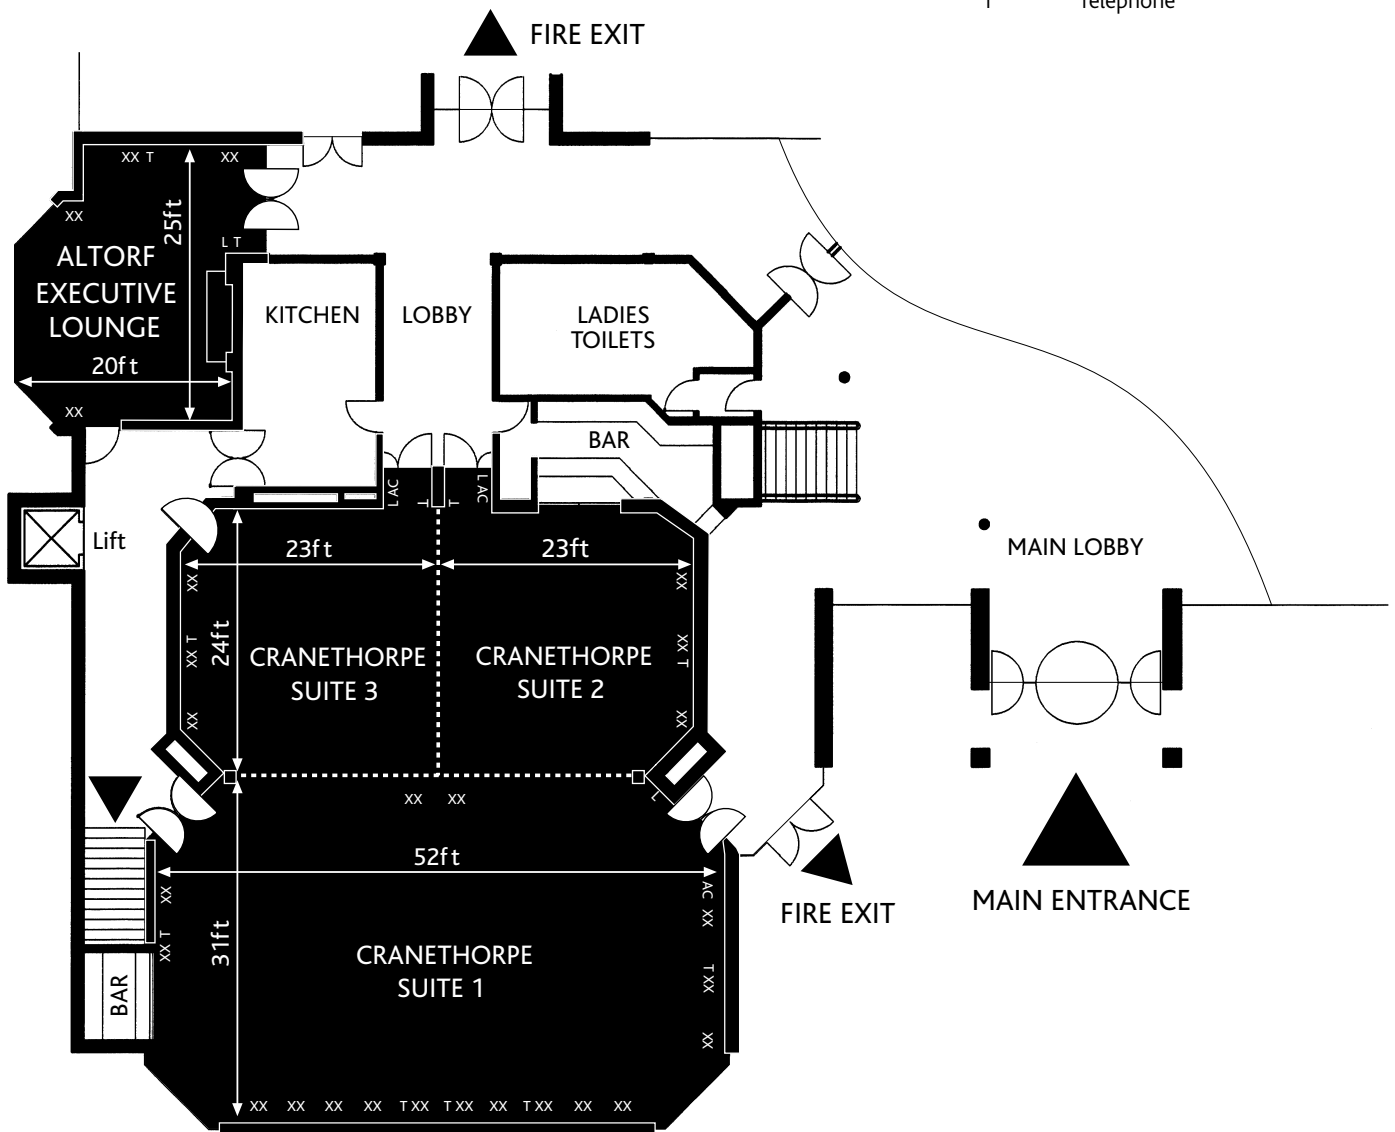 T Telephone
FIRE EXIT
XX T XX
XX
25ft
L T
ALTORF
EXECUTIVE
LOUNGE
20ft
XX
KITCHEN
LOBBY
LADIES
TOILETS
BAR
L AC
T
T
L AC
Lift
23ft
23ft
MAIN LOBBY
XX
XX
24ft
XX T
XX T
CRANETHORPE
SUITE 3
CRANETHORPE
SUITE 2
XX
XX
XX XX
L
52ft
XX
AC XX
FIRE EXIT
MAIN ENTRANCE
31ft
XX T
CRANETHORPE
SUITE 1
T XX
BAR
XX
XX XX XX XX T XX T XX XX T XX XX XX